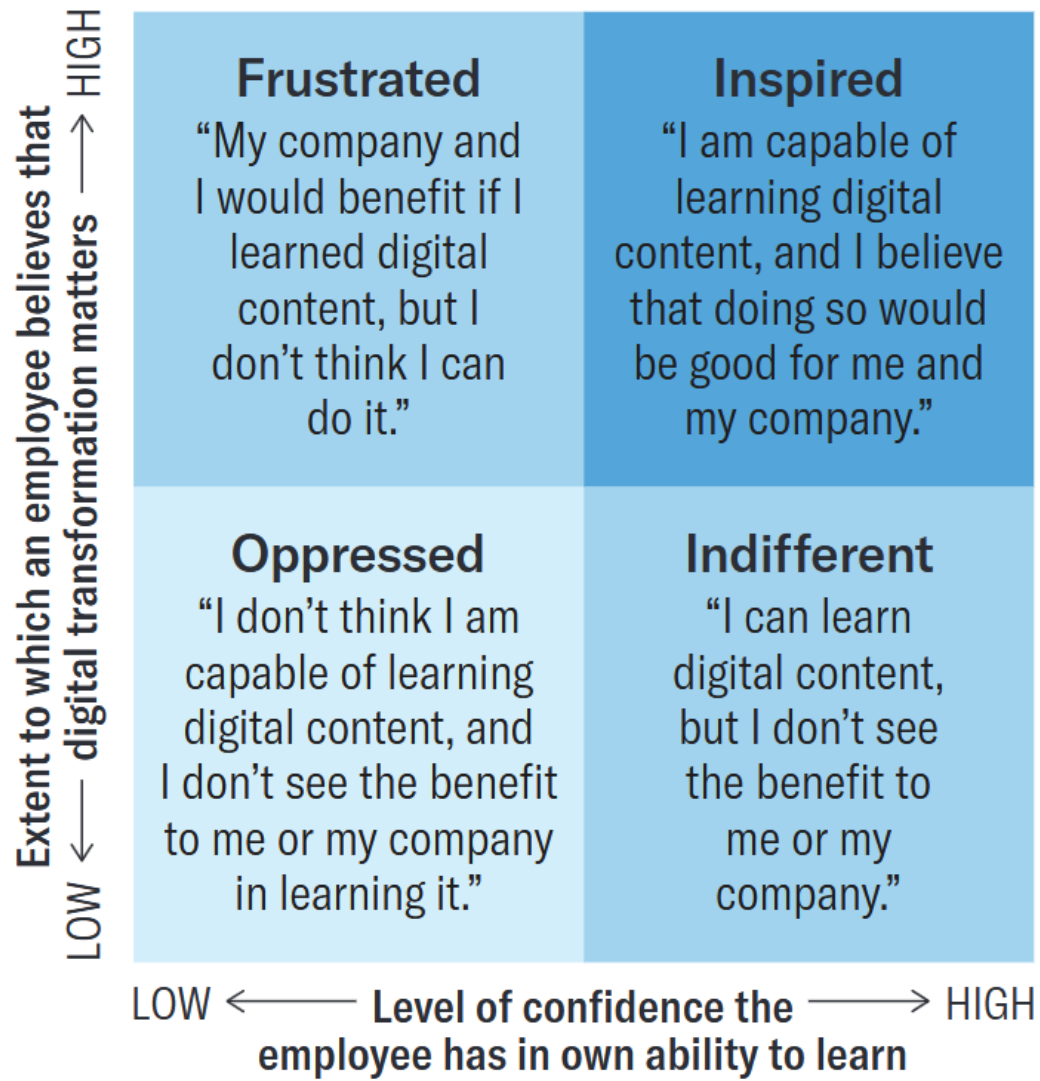 Extent to which an employee believes that
LOW ← digital transformation matters → HIGH
Frustrated
“My company and
I would benefit if I
learned digital
content, but I
don’t think I can
do it.”
Inspired
“I am capable of
learning digital
content, and I believe
that doing so would
be good for me and
my company.”
Oppressed
“I don’t think I am
capable of learning
digital content, and
I don’t see the benefit
to me or my company
in learning it.”
Indifferent
“I can learn
digital content,
but I don’t see
the benefit to
me or my
company.”
LOW ← Level of confidence the → HIGH
employee has in own ability to learn